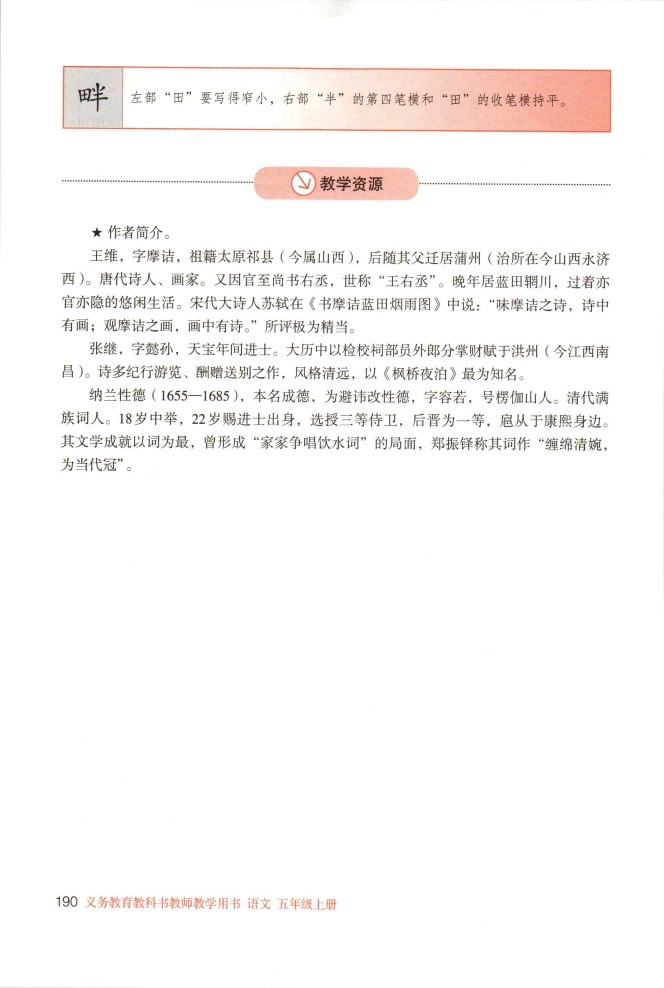 畔
左部“田”要写得窄小，右部“半”的第四笔横和“田”的收笔横持平。
教学资源
★ 作者简介。
王维，字摩诘，祖籍太原祁县（今属山西），后随其父迁居蒲州（治所在今山西永济
西）。唐代诗人、画家。又因官至尚书右丞，世称“王右丞”。晚年居蓝田辋川，过着亦
官亦隐的悠闲生活。宋代大诗人苏轼在《书摩诘蓝田烟雨图》中说：“味摩诘之诗，诗中
有画；观摩诘之画，画中有诗。”所评极为精当。
张继，字懿孙，天宝年间进士。大历中以检校祠部员外郎分掌财赋于洪州（今江西南
昌）。诗多纪行游览、酬赠送别之作，风格清远，以《枫桥夜泊》最为知名。
纳兰性德（1655—1685），本名成德，为避讳改性德，字容若，号楞伽山人。清代满
族词人。18岁中举，22岁赐进士出身，选授三等侍卫，后晋为一等，扈从于康熙身边。
其文学成就以词为最，曾形成“家家争唱饮水词”的局面，郑振铎称其词作“缠绵清婉，
为当代冠”。
190 义务教育教科书教师教学用书 语文 五年级上册